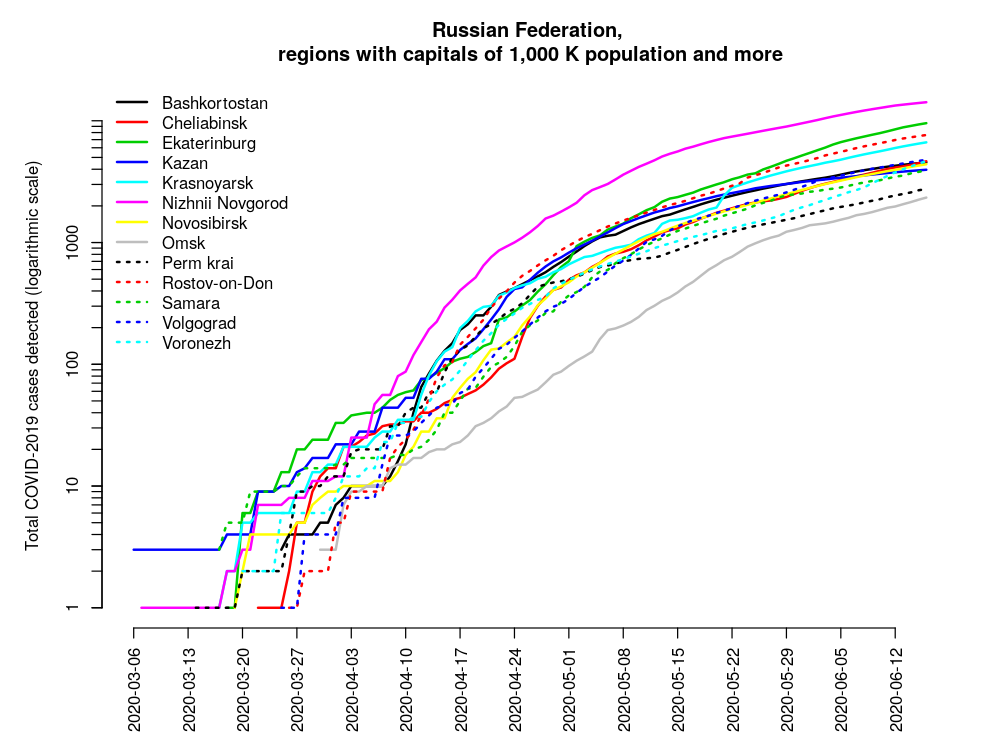 Russian Federation,
regions with capitals of 1,000 K population and more
Total COVID-2019 cases detected (logarithmic scale)
1000
100
10
1
Bashkortostan
Cheliabinsk
Ekaterinburg
Kazan
Krasnoyarsk
Nizhnii Novgorod
Novosibirsk
Omsk
Perm krai
Rostov-on-Don
Samara
Volgograd
Voronezh
2020-03-06
2020-03-13
2020-03-20
2020-03-27
2020-04-03
2020-04-10
2020-04-17
2020-04-24
2020-05-01
2020-05-08
2020-05-15
2020-05-22
2020-05-29
2020-06-05
2020-06-12